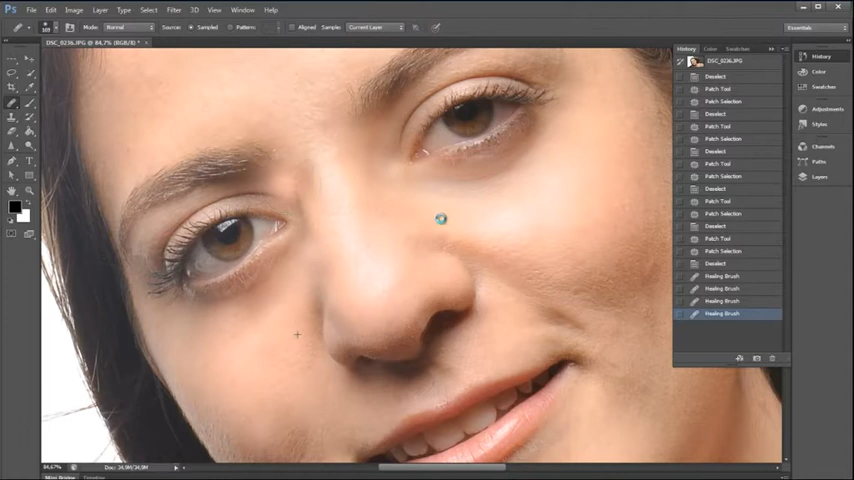 Ps File Edit Image Layer Type Select Filter 3D View Window Help
Mode: Normal Source: Sampled Pattern: Aligned Sample: Current Layer Essentials
DSC_0236.JPG @ 84,7% (RGB/8) * ×
History Color Swatches
DSC_0236.JPG
Deselect
Patch Tool
Patch Selection
Deselect
Patch Tool
Patch Selection
Deselect
Patch Tool
Patch Selection
Deselect
Patch Tool
Patch Selection
Deselect
Patch Tool
Patch Selection
Deselect
Healing Brush
Healing Brush
Healing Brush
Healing Brush
History
Color
Swatches
Adjustments
Styles
Channels
Paths
Layers
84,67% Doc: 34,9M/34,9M
Mini Bridge Timeline